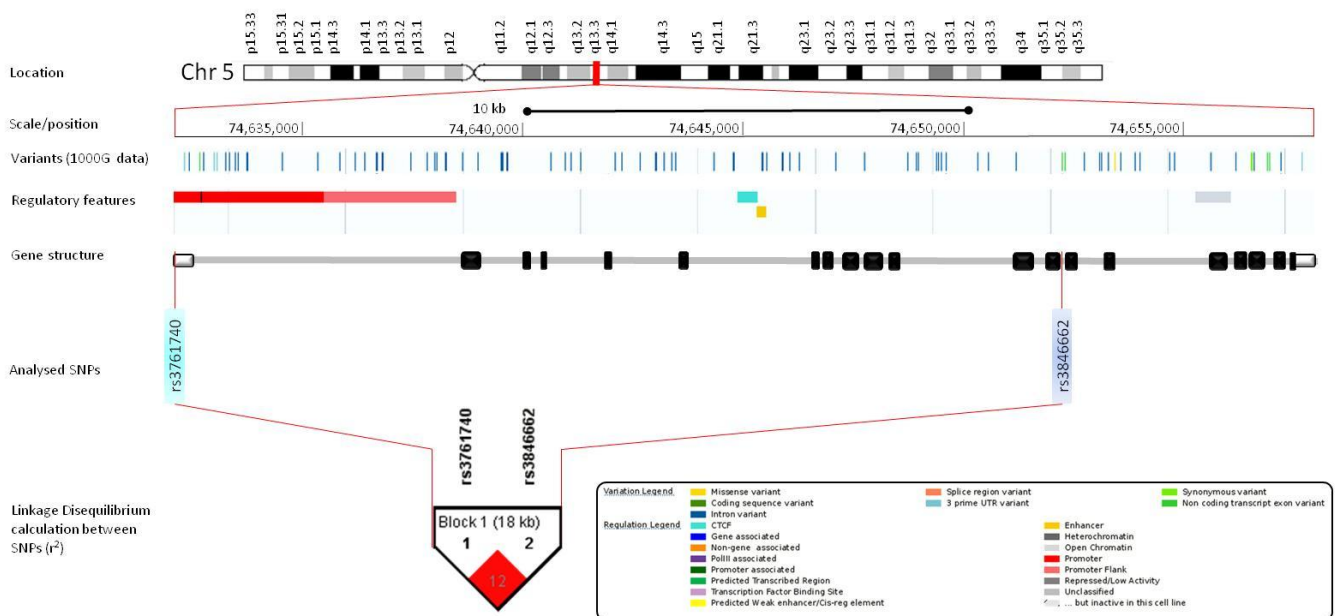 p15.33
p15.31
p15.2
p15.1
p14.3
p14.1
p13.3
p13.2
p13.1
p12
q11.2
q12.1
q12.3
q13.2
q13.3
q14.1
q14.3
q15
q21.1
q21.3
q23.1
q23.2
q23.3
q31.1
q31.2
q32
q33.1
q33.2
q33.3
q34
q35.1
q35.2
q35.3
Location
Chr 5
10 kb
Scale/position
74,635,000
74,640,000
74,645,000
74,650,000
74,655,000
Variants (1000G data)
Regulatory features
Gene structure
Analysed SNPs
rs3761740
rs3846662
rs3761740
rs3846662
Linkage Disequilibrium
calculation between
SNPs (r²)
Block 1 (18 kb)
1 2
12
Variation Legend
Missense variant
Coding sequence variant
Intron variant
Splice region variant
3 prime UTR variant
Synonymous variant
Non coding transcript exon variant
Regulation Legend
CTCF
Gene associated
Non-gene associated
PolIII associated
Promoter associated
Predicted Transcribed Region
Transcription Factor Binding Site
Predicted Weak enhancer/Cis-reg element
Enhancer
Heterochromatin
Open Chromatin
Promoter
Promoter Flank
Repressed/Low Activity
Unclassified
... but inactive in this cell line